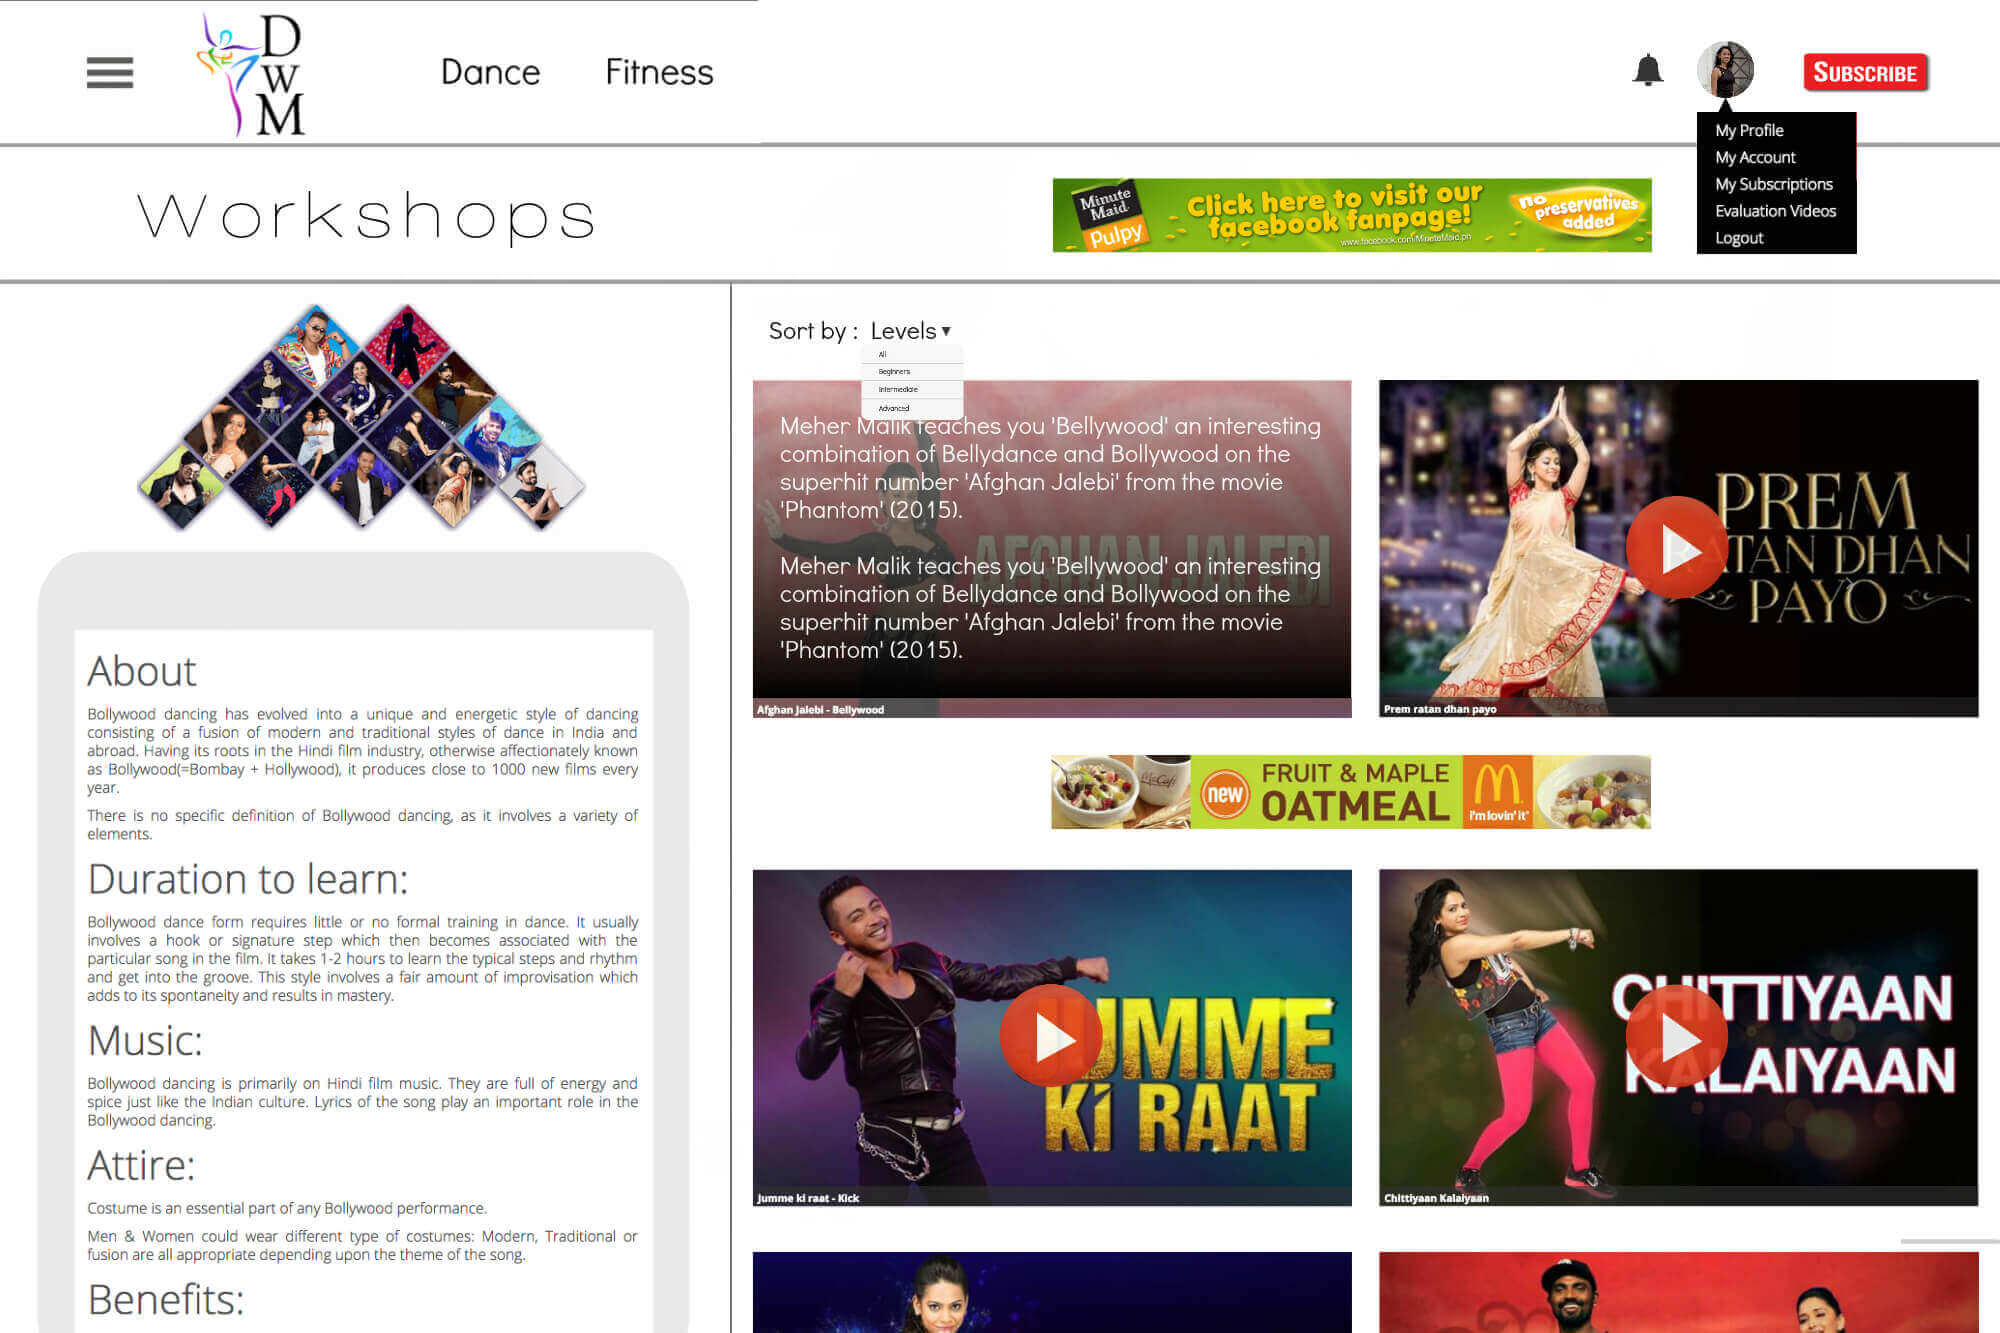 D
W
M
Dance
Fitness
SUBSCRIBE
My Profile
My Account
My Subscriptions
Evaluation Videos
Logout
Workshops
Minute
Maid
Pulpy
Click here to visit our
facebook fanpage!
www.facebook.com/MinuteMaid.ph
no
preservatives
added
Sort by : Levels▾
All
Beginners
Intermediate
Advanced
Meher Malik teaches you 'Bellywood' an interesting
combination of Bellydance and Bollywood on the
superhit number 'Afghan Jalebi' from the movie
'Phantom' (2015).
AFGHAN JALEBI
Meher Malik teaches you 'Bellywood' an interesting
combination of Bellydance and Bollywood on the
superhit number 'Afghan Jalebi' from the movie
'Phantom' (2015).
Afghan Jalebi - Bellywood
PREM
RATAN DHAN
PAYO
Prem ratan dhan payo
McCafé
new
FRUIT & MAPLE
OATMEAL
i'm lovin' it
JUMME
KI RAAT
Jumme ki raat - Kick
CHITTIYAAN
KALAIYAAN
Chittiyaan Kalaiyaan
About
Bollywood dancing has evolved into a unique and energetic style of dancing
consisting of a fusion of modern and traditional styles of dance in India and
abroad. Having its roots in the Hindi film industry, otherwise affectionately known
as Bollywood(=Bombay + Hollywood), it produces close to 1000 new films every
year.
There is no specific definition of Bollywood dancing, as it involves a variety of
elements.
Duration to learn:
Bollywood dance form requires little or no formal training in dance. It usually
involves a hook or signature step which then becomes associated with the
particular song in the film. It takes 1-2 hours to learn the typical steps and rhythm
and get into the groove. This style involves a fair amount of improvisation which
adds to its spontaneity and results in mastery.
Music:
Bollywood dancing is primarily on Hindi film music. They are full of energy and
spice just like the Indian culture. Lyrics of the song play an important role in the
Bollywood dancing.
Attire:
Costume is an essential part of any Bollywood performance.
Men & Women could wear different type of costumes: Modern, Traditional or
fusion are all appropriate depending upon the theme of the song.
Benefits: